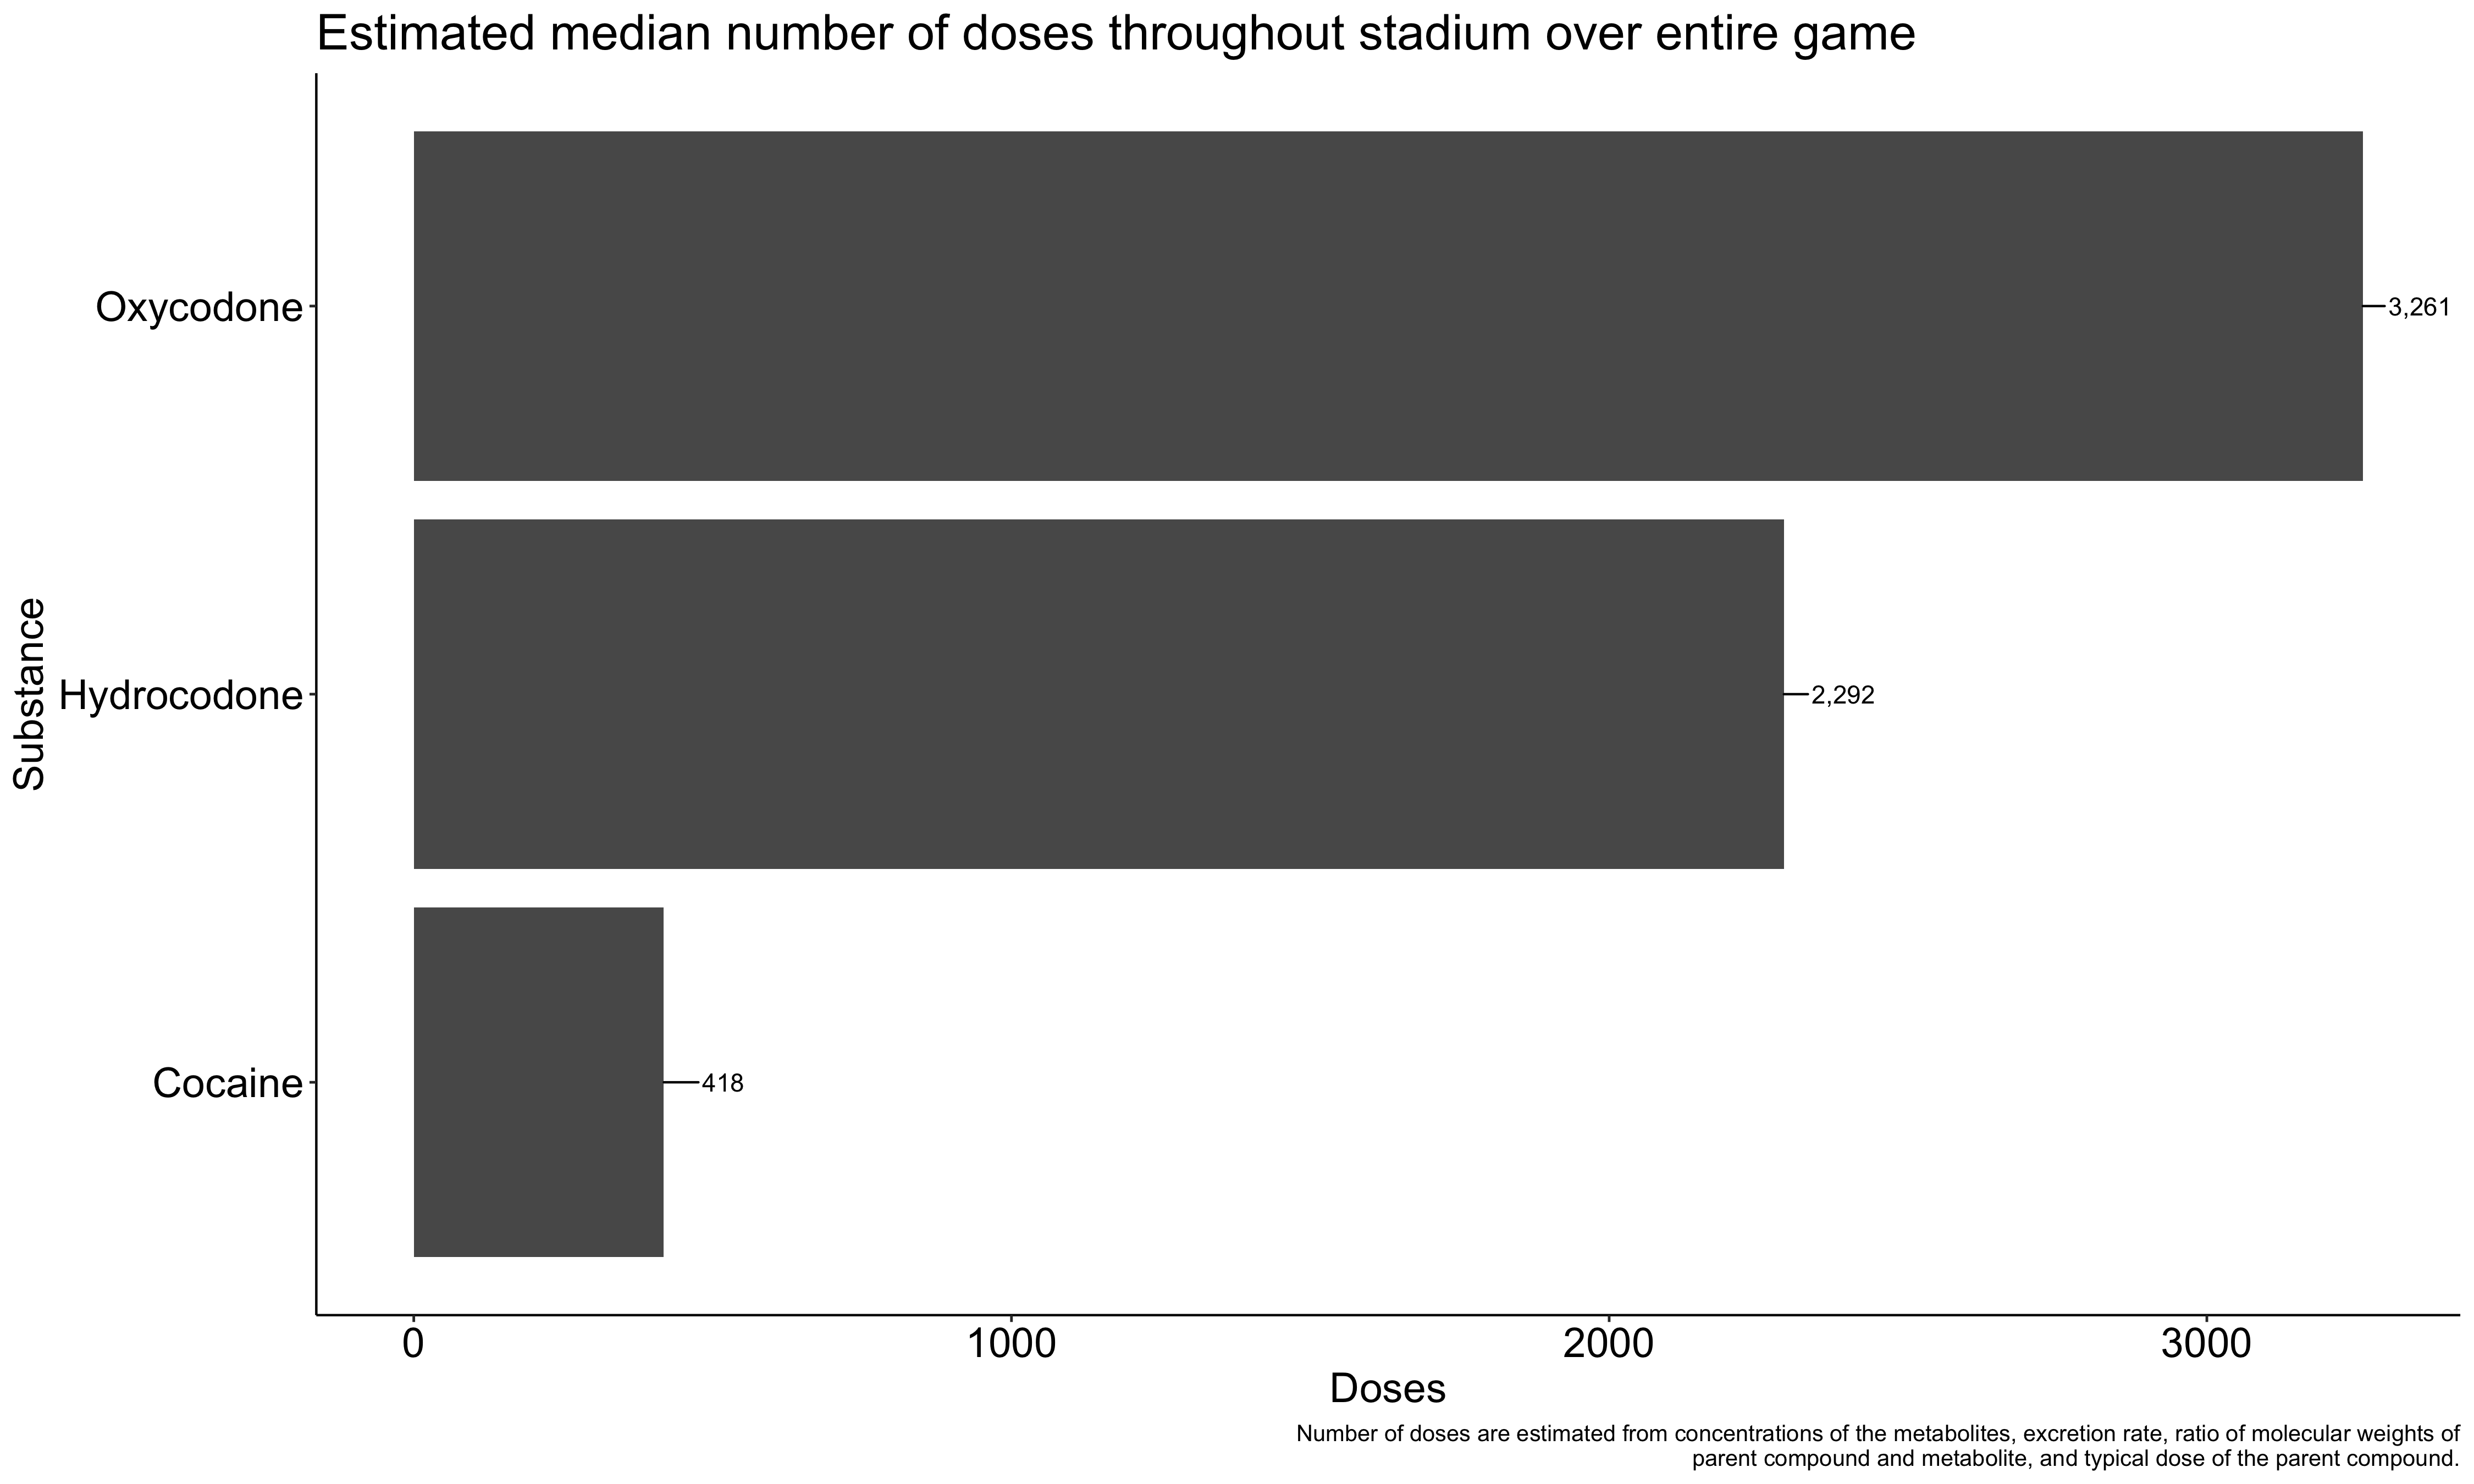 Estimated median number of doses throughout stadium over entire game
Substance
Oxycodone
3,261
Hydrocodone
2,292
Cocaine
418
0 1000 2000 3000
Doses
Number of doses are estimated from concentrations of the metabolites, excretion rate, ratio of molecular weights of
parent compound and metabolite, and typical dose of the parent compound.